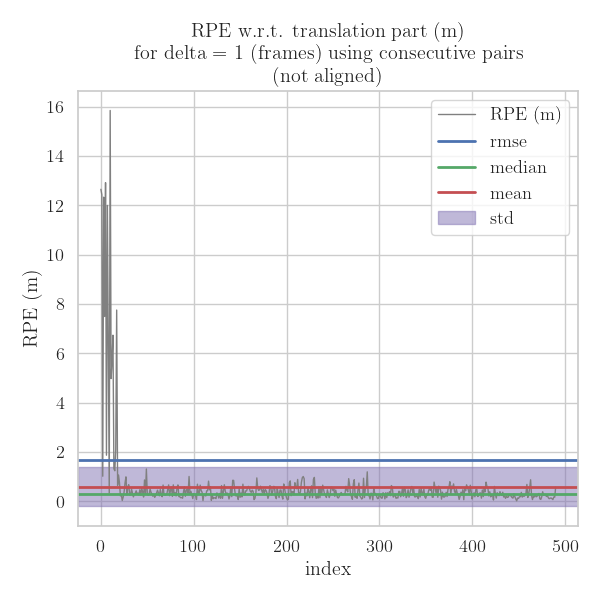 RPE w.r.t. translation part (m)
for delta = 1 (frames) using consecutive pairs
(not aligned)
RPE (m)
rmse
median
mean
std
16
14
12
10
8
6
4
2
0
RPE (m)
0
100
200
300
400
500
index